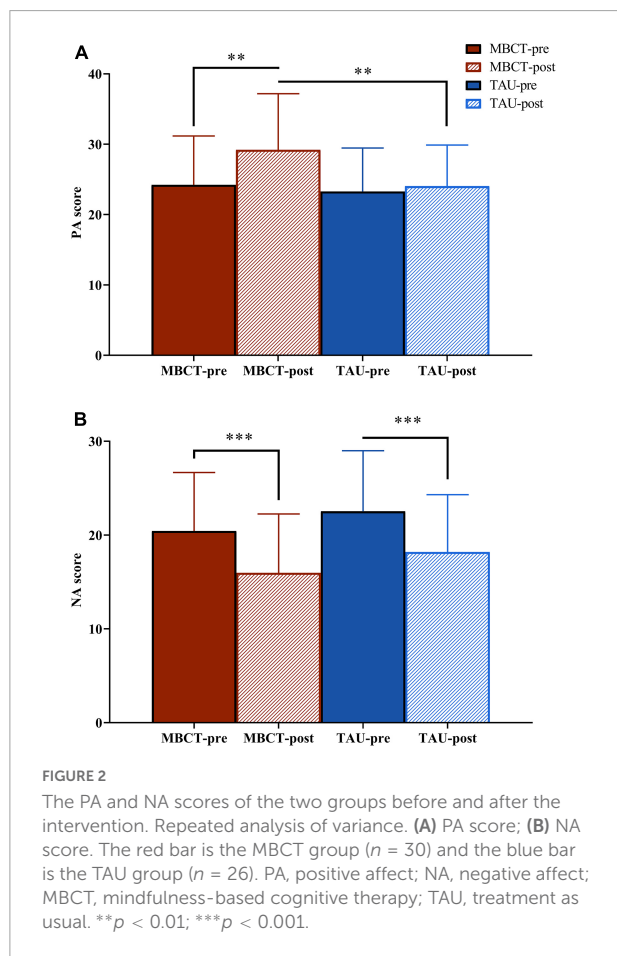 A
**
**
MBCT-pre
MBCT-post
TAU-pre
TAU-post
40
30
20
10
0
PA score
MBCT-pre MBCT-post TAU-pre TAU-post
B
***
***
30
20
10
0
NA score
MBCT-pre MBCT-post TAU-pre TAU-post
FIGURE 2
The PA and NA scores of the two groups before and after the
intervention. Repeated analysis of variance. (A) PA score; (B) NA
score. The red bar is the MBCT group (n = 30) and the blue bar
is the TAU group (n = 26). PA, positive affect; NA, negative affect;
MBCT, mindfulness-based cognitive therapy; TAU, treatment as
usual. **p < 0.01; ***p < 0.001.